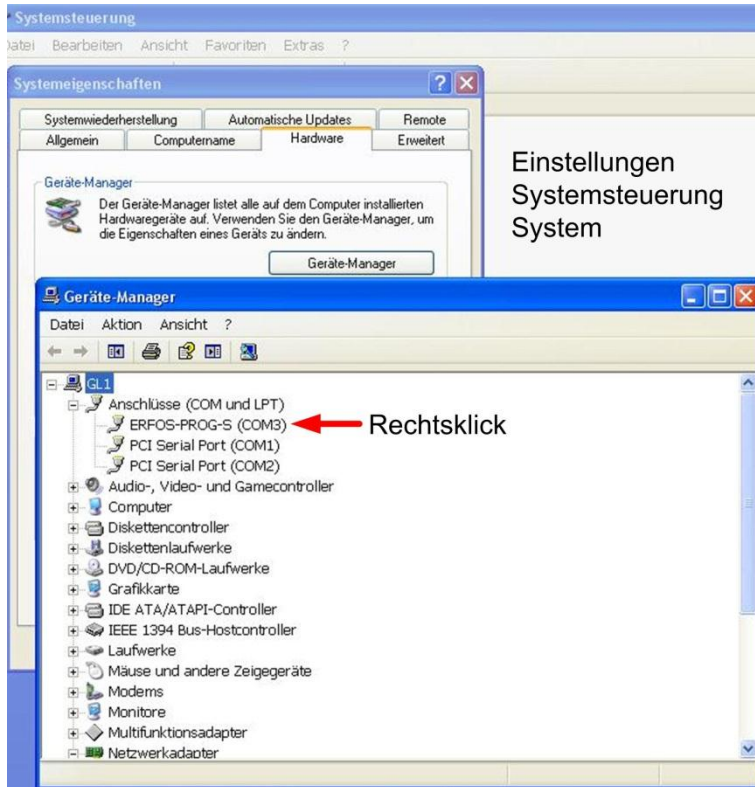 Systemsteuerung
Datei Bearbeiten Ansicht Favoriten Extras ?
Systemeigenschaften
Systemwiederherstellung Automatische Updates Remote
Allgemein Computername Hardware Erweitert
Geräte-Manager
Der Geräte-Manager listet alle auf dem Computer installierten
Hardwaregeräte auf. Verwenden Sie den Geräte-Manager, um
die Eigenschaften eines Geräts zu ändern.
Geräte-Manager
Einstellungen
Systemsteuerung
System
Geräte-Manager
Datei Aktion Ansicht ?
GL1
Anschlüsse (COM und LPT)
ERFOS-PROG-S (COM3) Rechtsklick
PCI Serial Port (COM1)
PCI Serial Port (COM2)
Audio-, Video- und Gamecontroller
Computer
Diskettencontroller
Diskettenlaufwerke
DVD/CD-ROM-Laufwerke
Grafikkarte
IDE ATA/ATAPI-Controller
IEEE 1394 Bus-Hostcontroller
Laufwerke
Mäuse und andere Zeigegeräte
Modems
Monitore
Multifunktionsadapter
Netzwerkadapter